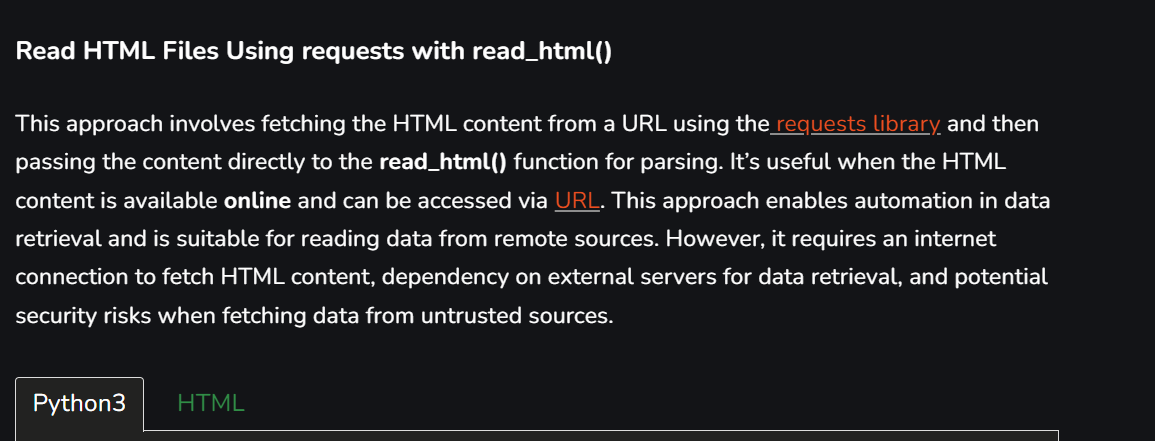 Read HTML Files Using requests with read_html()
This approach involves fetching the HTML content from a URL using the requests library and then
passing the content directly to the read_html() function for parsing. It’s useful when the HTML
content is available online and can be accessed via URL. This approach enables automation in data
retrieval and is suitable for reading data from remote sources. However, it requires an internet
connection to fetch HTML content, dependency on external servers for data retrieval, and potential
security risks when fetching data from untrusted sources.
Python3 HTML